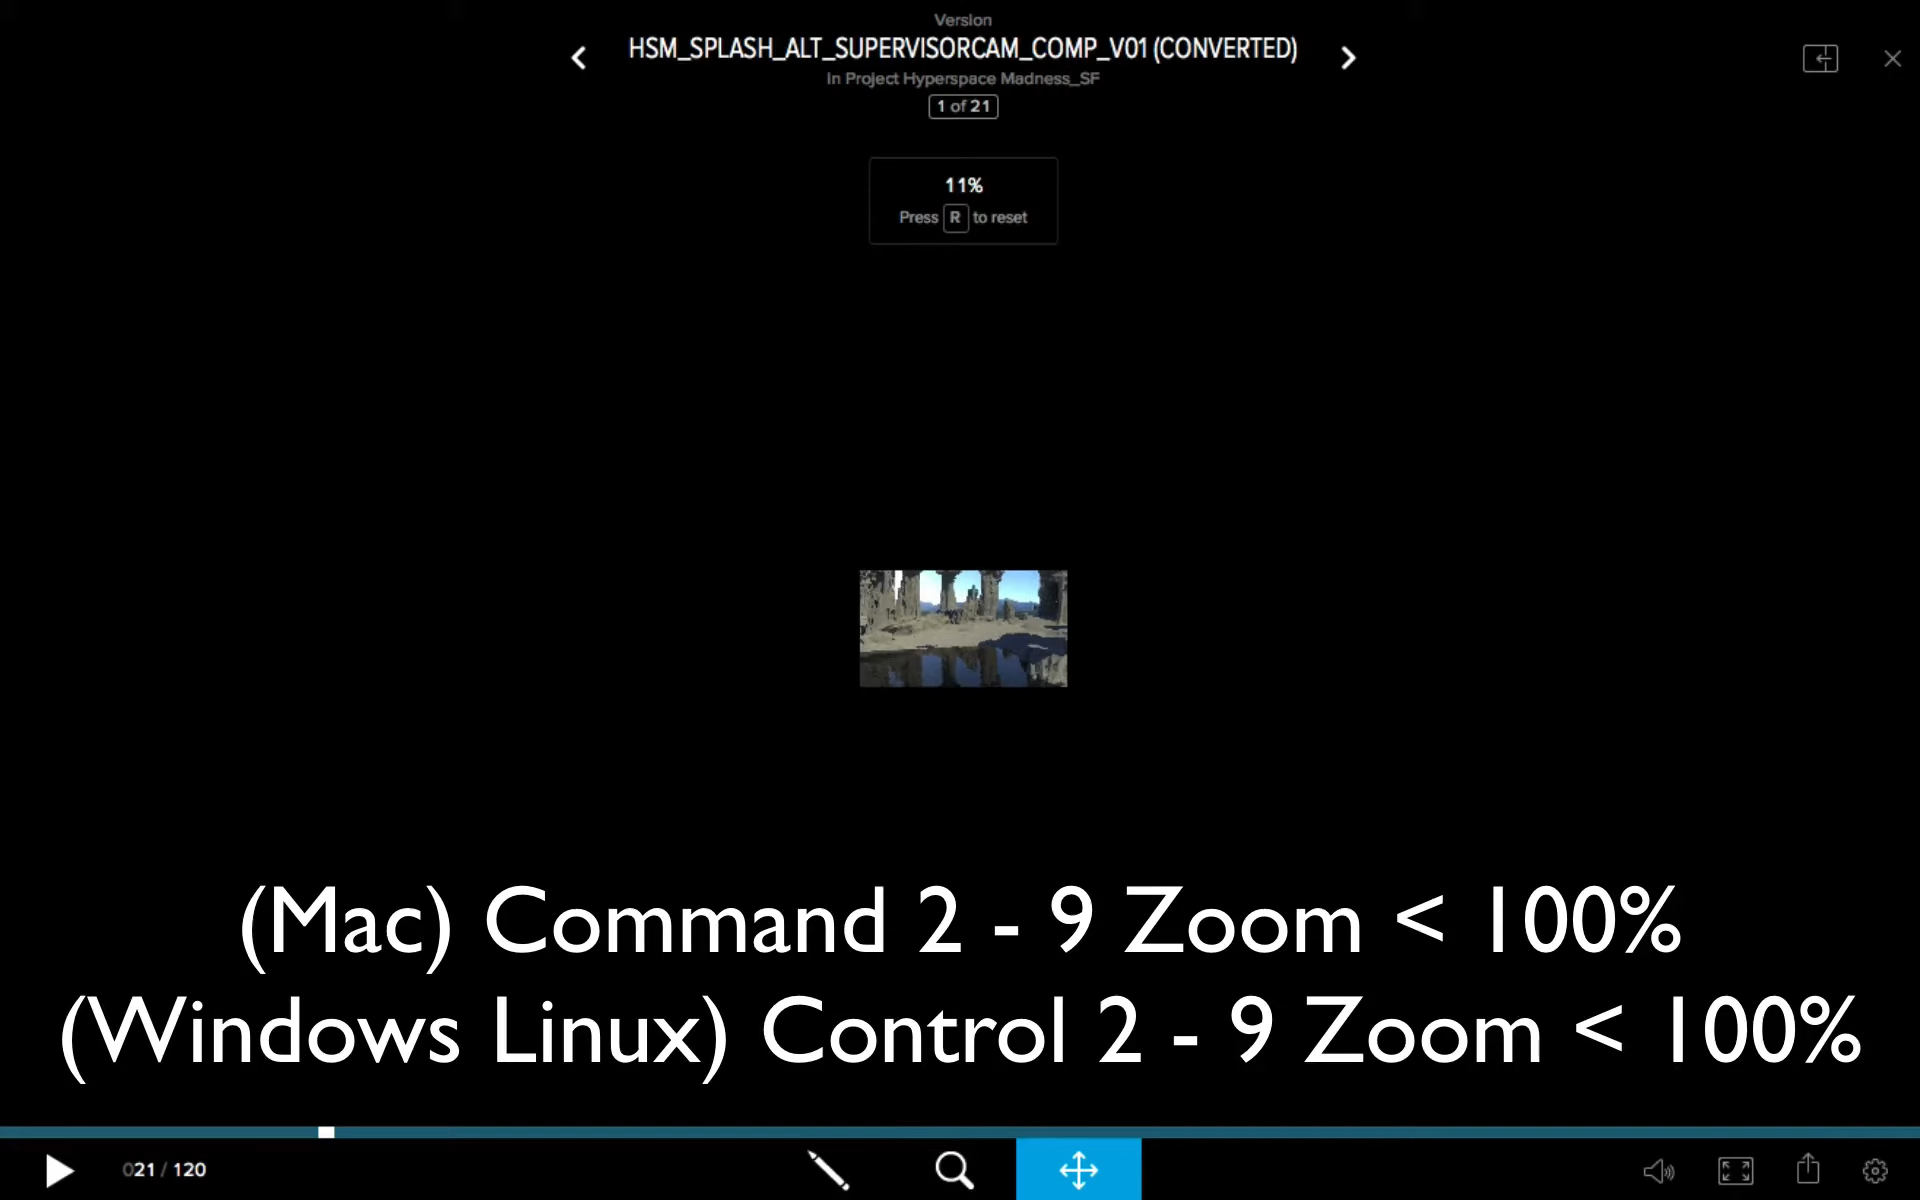 Version
HSM_SPLASH_ALT_SUPERVISORCAM_COMP_V01 (CONVERTED)
In Project Hyperspace Madness_SF
1 of 21
11%
Press R to reset
(Mac) Command 2 - 9 Zoom < 100%
(Windows Linux) Control 2 - 9 Zoom < 100%
021 / 120